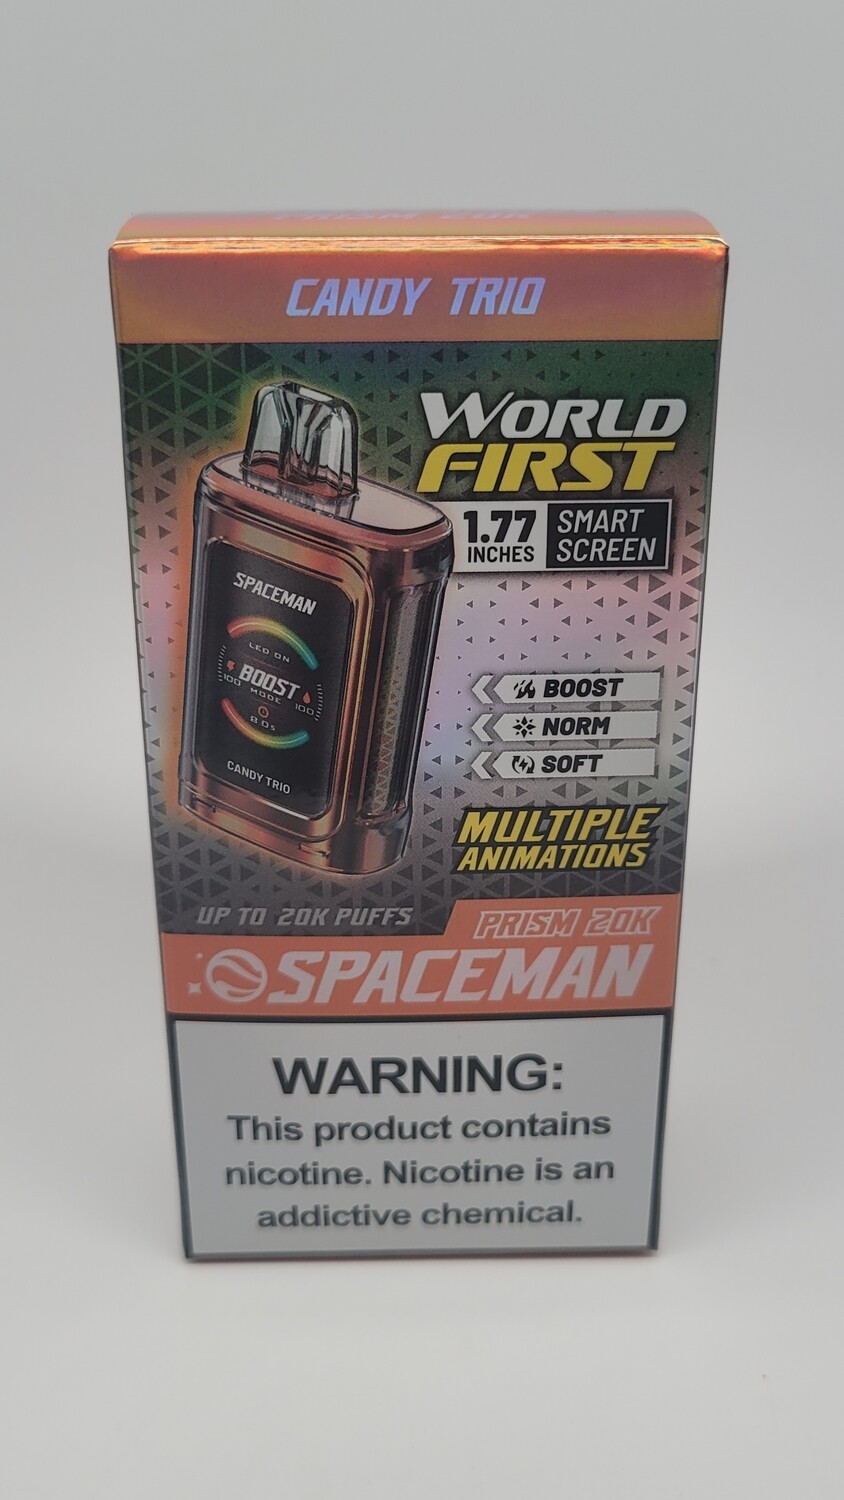 PRISM 20K
CANDY TRIO
WORLD
FIRST
1.77
INCHES
SMART
SCREEN
SPACEMAN
LED ON
BOOST
100 MODE 100
8.0s
CANDY TRIO
BOOST
NORM
SOFT
MULTIPLE
ANIMATIONS
UP TO 20K PUFFS
PRISM 20K
SPACEMAN
WARNING:
This product contains
nicotine. Nicotine is an
addictive chemical.